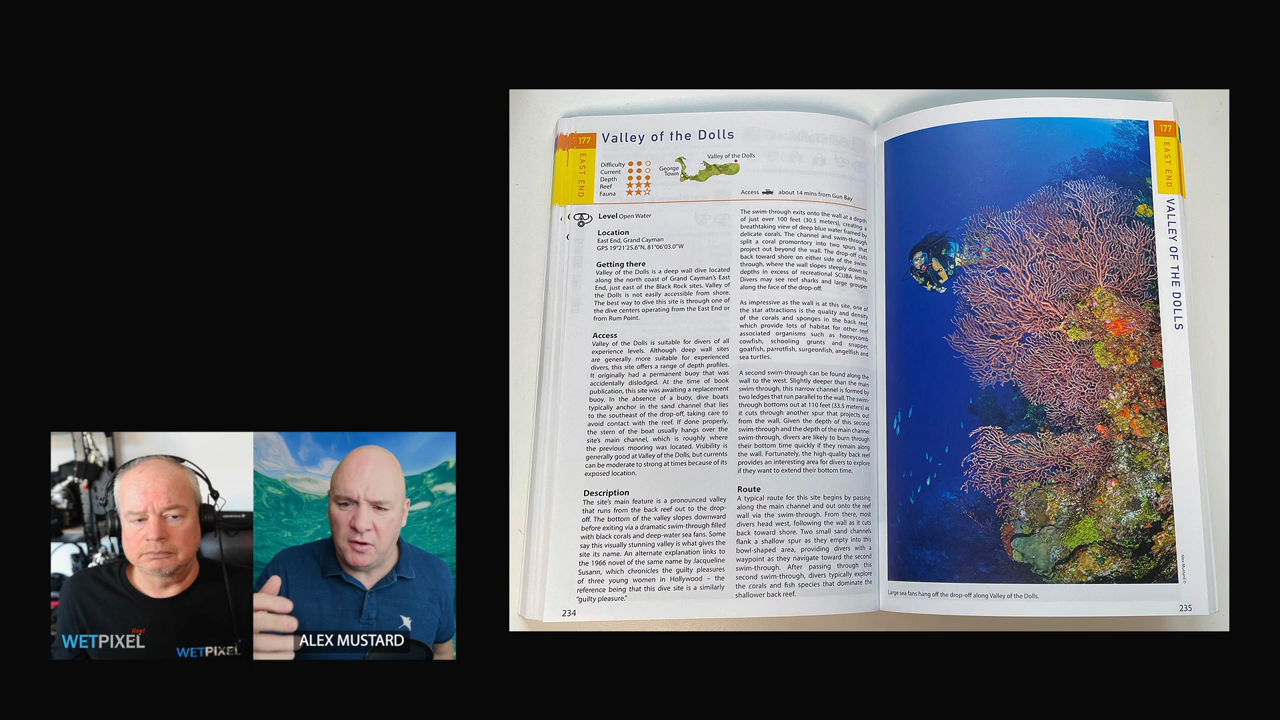 177
EAST END
Valley of the Dolls
Difficulty
Current
Depth
Reef
Fauna
George
Town
Valley of the Dolls
Access about 14 mins from Gun Bay
Level Open Water
Location
East End, Grand Cayman
GPS 19°21'25.6"N, 81°06'03.0"W
Getting there
Valley of the Dolls is a deep wall dive located
along the north coast of Grand Cayman's East
End, just east of the Black Rock sites. Valley of
the Dolls is not easily accessible from shore.
The best way to dive this site is through one of
the dive centers operating from the East End or
from Rum Point.
Access
Valley of the Dolls is suitable for divers of all
experience levels. Although deep wall sites
are generally more suitable for experienced
divers, this site offers a range of depth profiles.
It originally had a permanent buoy that was
accidentally dislodged. At the time of book
publication, this site was awaiting a replacement
buoy. In the absence of a buoy, dive boats
typically anchor in the sand channel that lies
to the southeast of the drop-off, taking care to
avoid contact with the reef. If done properly,
the stern of the boat usually hangs over the
site's main channel, which is roughly where
the previous mooring was located. Visibility is
generally good at Valley of the Dolls, but currents
can be moderate to strong at times because of its
exposed location.
Description
The site's main feature is a pronounced valley
that runs from the back reef out to the drop-
off. The bottom of the valley slopes downward
before exiting via a dramatic swim-through filled
with black corals and deep-water sea fans. Some
say this visually stunning valley is what gives the
site its name. An alternate explanation links to
the 1966 novel of the same name by Jacqueline
Susann, which chronicles the guilty pleasures
of three young women in Hollywood – the
reference being that this dive site is a similarly
"guilty pleasure."
234
The swim-through exits onto the wall at a depth
of just over 100 feet (30.5 meters), creating a
breathtaking view of deep blue water framed by
delicate corals. The channel and swim-through
split a coral promontory into two spurs that
project out beyond the wall. The drop-off cuts
back toward shore on either side of the swim-
through, where the wall slopes steeply down to
depths in excess of recreational SCUBA limits.
Divers may see reef sharks and large grouper
along the face of the drop-off.
As impressive as the wall is at this site, one of
the star attractions is the quality and density
of the corals and sponges in the back reef,
which provide lots of habitat for other reef
associated organisms such as honeycomb
cowfish, schooling grunts and snapper,
goatfish, parrotfish, surgeonfish, angelfish and
sea turtles.
A second swim-through can be found along the
wall to the west. Slightly deeper than the main
swim-through, this narrow channel is formed by
two ledges that run parallel to the wall. The swim-
through bottoms out at 110 feet (33.5 meters) as
it cuts through another spur that projects out
from the wall. Given the depth of this second
swim-through and the depth of the main channel
swim-through, divers are likely to burn through
their bottom time quickly if they remain along
the wall. Fortunately, the high-quality back reef
provides an interesting area for divers to explore
if they want to extend their bottom time.
Route
A typical route for this site begins by passing
along the main channel and out onto the reef
wall via the swim-through. From there, most
divers head west, following the wall as it cuts
back toward shore. Two small sand channels
flank a shallow spur as they empty into this
bowl-shaped area, providing divers with a
waypoint as they navigate toward the second
swim-through. After passing through this
second swim-through, divers typically explore
the corals and fish species that dominate the
shallower back reef.
177
EAST END
VALLEY OF THE DOLLS
Alex Mustard ©
Large sea fans hang off the drop-off along Valley of the Dolls.
235
WETPIXEL
WETPIXEL
ALEX MUSTARD